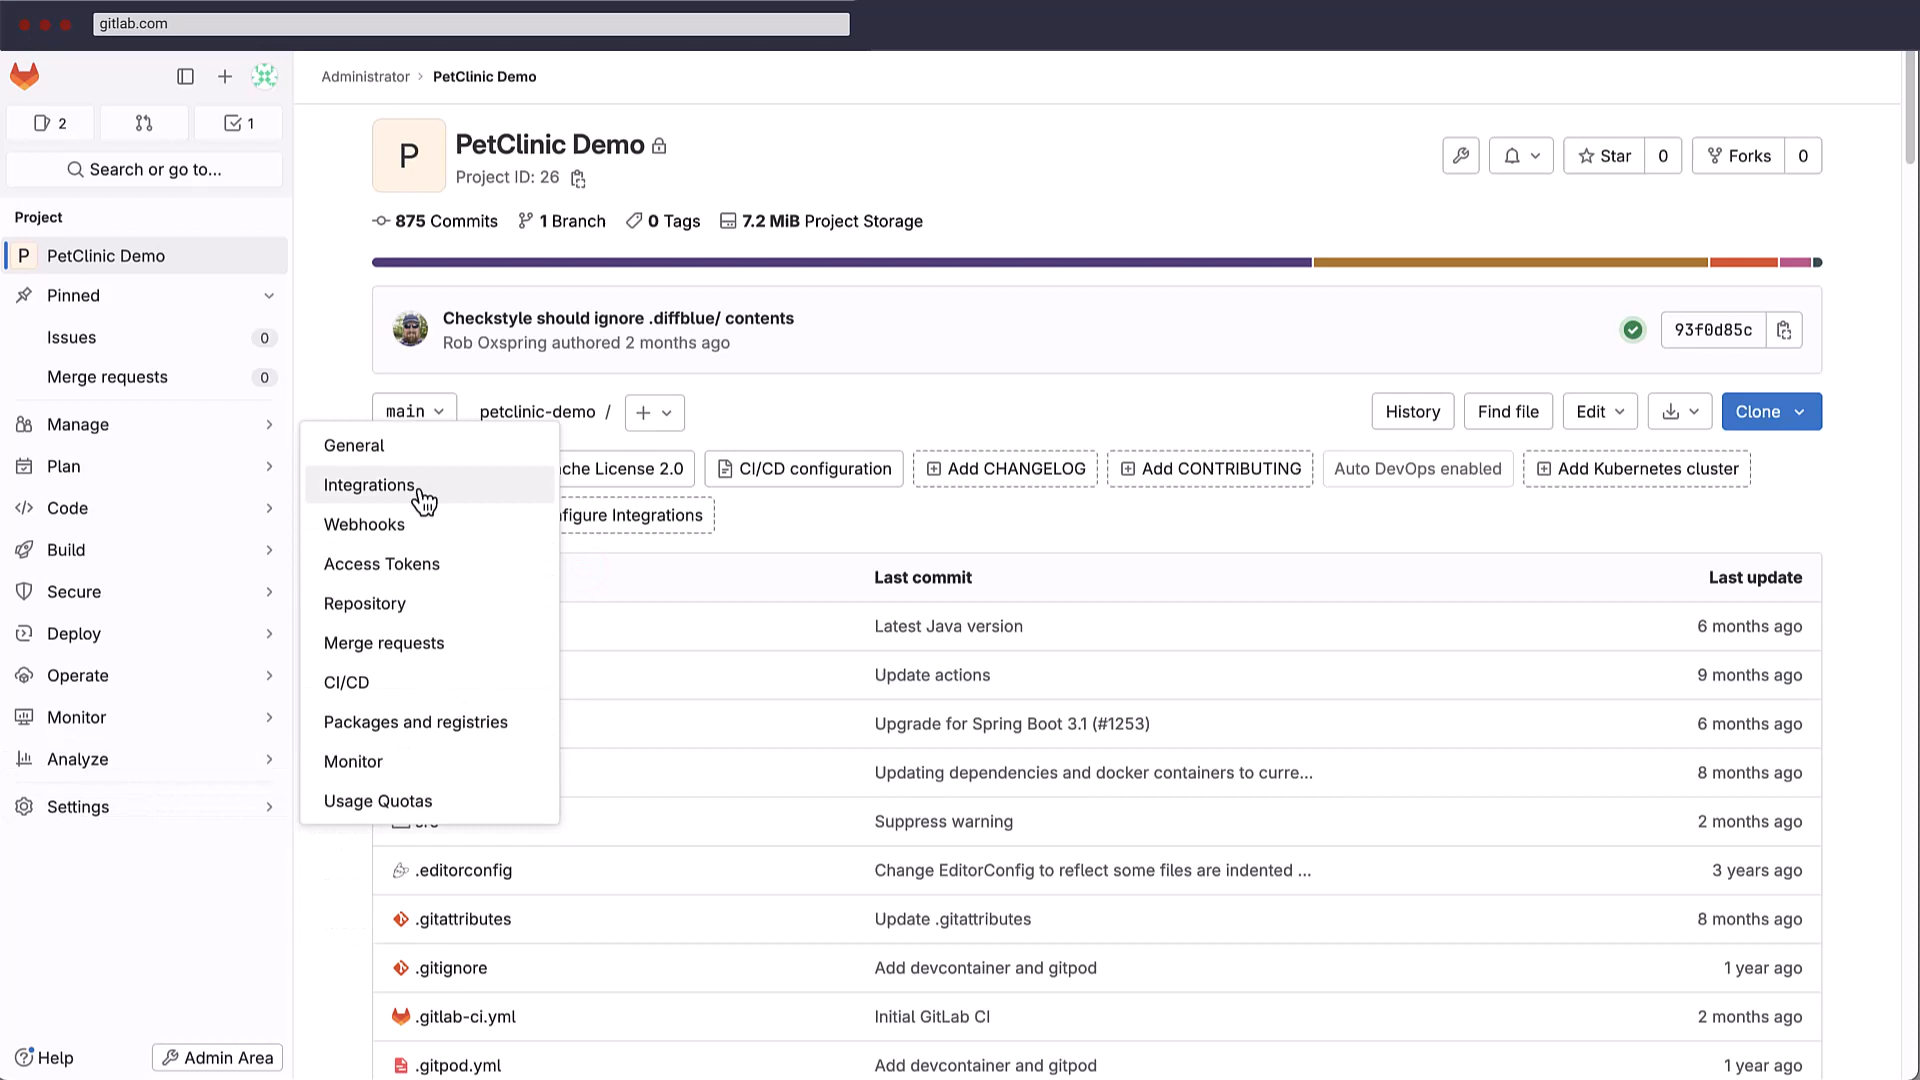 gitlab.com
Administrator › PetClinic Demo
2
1
Search or go to...
Project
P PetClinic Demo
Pinned
Issues 0
Merge requests 0
Manage
Plan
Code
Build
Secure
Deploy
Operate
Monitor
Analyze
Settings
Help
Admin Area
P
PetClinic Demo
Project ID: 26
Star 0
Forks 0
875 Commits 1 Branch 0 Tags 7.2 MiB Project Storage
Checkstyle should ignore .diffblue/ contents
Rob Oxspring authored 2 months ago
93f0d85c
main petclinic-demo / +
History Find file Edit Clone
General
Integrations
Webhooks
Access Tokens
Repository
Merge requests
CI/CD
Packages and registries
Monitor
Usage Quotas
che License 2.0 CI/CD configuration Add CHANGELOG Add CONTRIBUTING Auto DevOps enabled Add Kubernetes cluster
figure Integrations
Last commit Last update
Latest Java version 6 months ago
Update actions 9 months ago
Upgrade for Spring Boot 3.1 (#1253) 6 months ago
Updating dependencies and docker containers to curre... 8 months ago
Suppress warning 2 months ago
.editorconfig Change EditorConfig to reflect some files are indented ... 3 years ago
.gitattributes Update .gitattributes 8 months ago
.gitignore Add devcontainer and gitpod 1 year ago
.gitlab-ci.yml Initial GitLab CI 2 months ago
.gitpod.yml Add devcontainer and gitpod 1 year ago